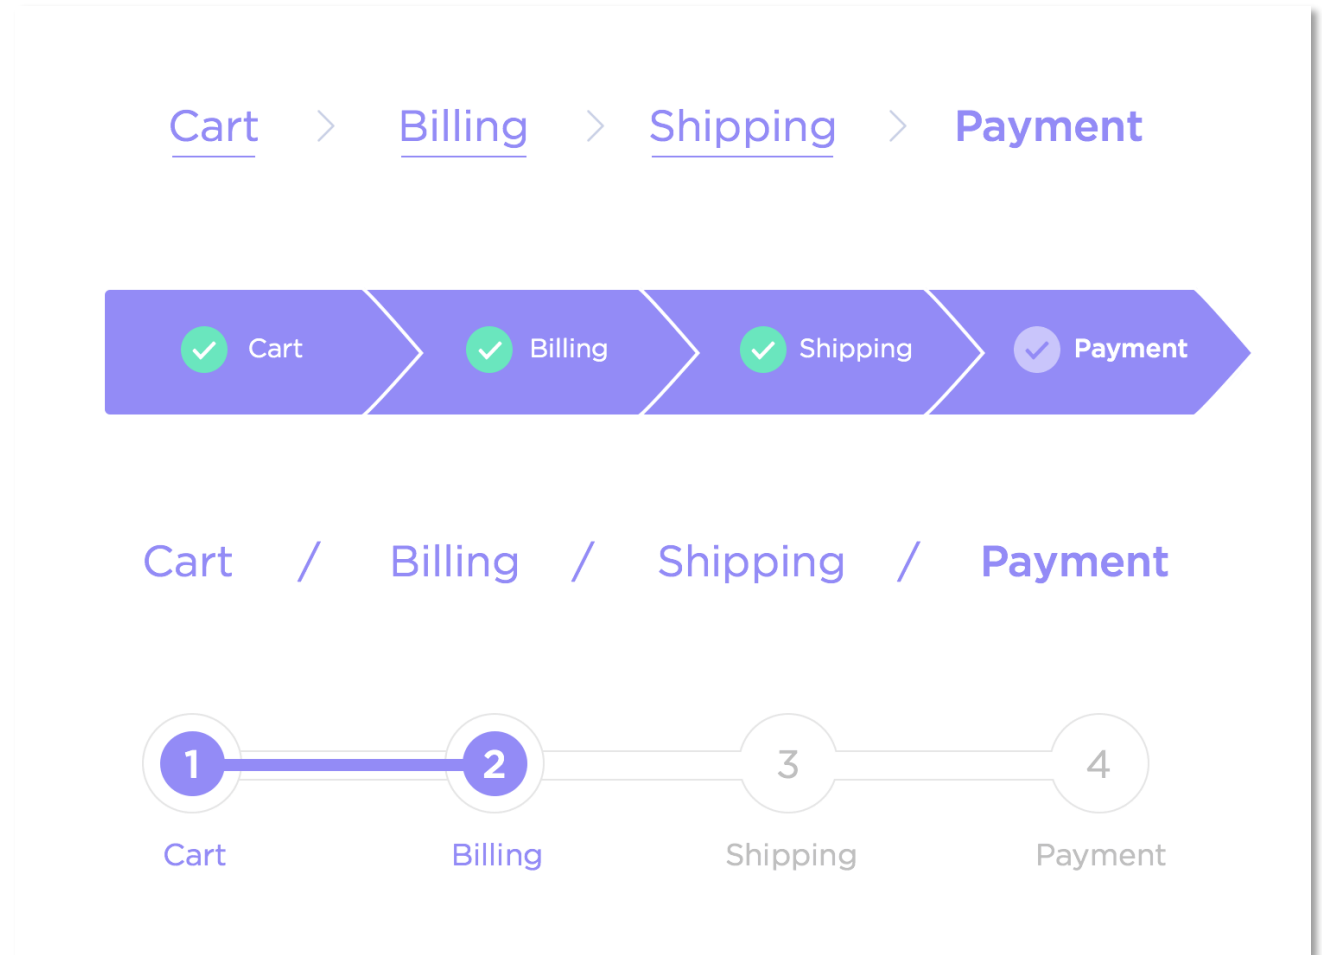 Cart > Billing > Shipping > Payment
Cart Billing Shipping Payment
Cart / Billing / Shipping / Payment
1 2 3 4
Cart Billing Shipping Payment